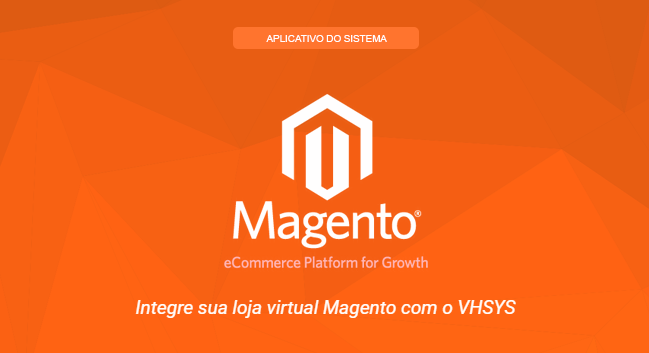 APLICATIVO DO SISTEMA
Magento®
eCommerce Platform for Growth
Integre sua loja virtual Magento com o VHSYS